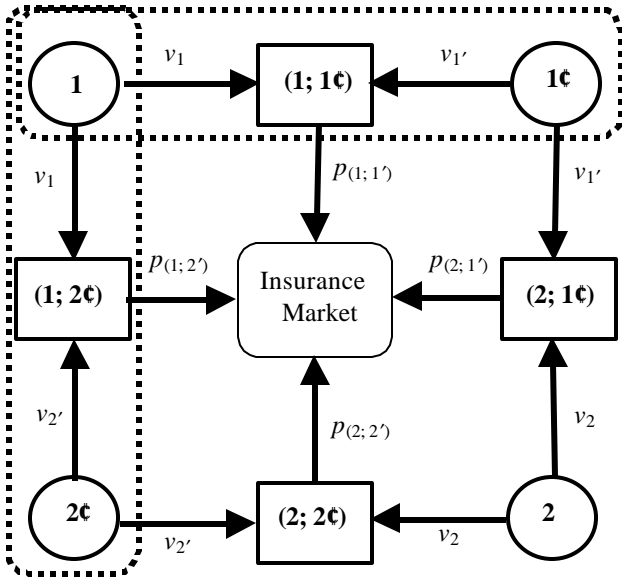 1
v₁
(1; 1¢)
v₁′
1¢
v₁
p₍₁; ₁′₎
v₁′
(1; 2¢)
p₍₁; ₂′₎
Insurance
Market
p₍₂; ₁′₎
(2; 1¢)
v₂′
p₍₂; ₂′₎
v₂
2¢
v₂′
(2; 2¢)
v₂
2